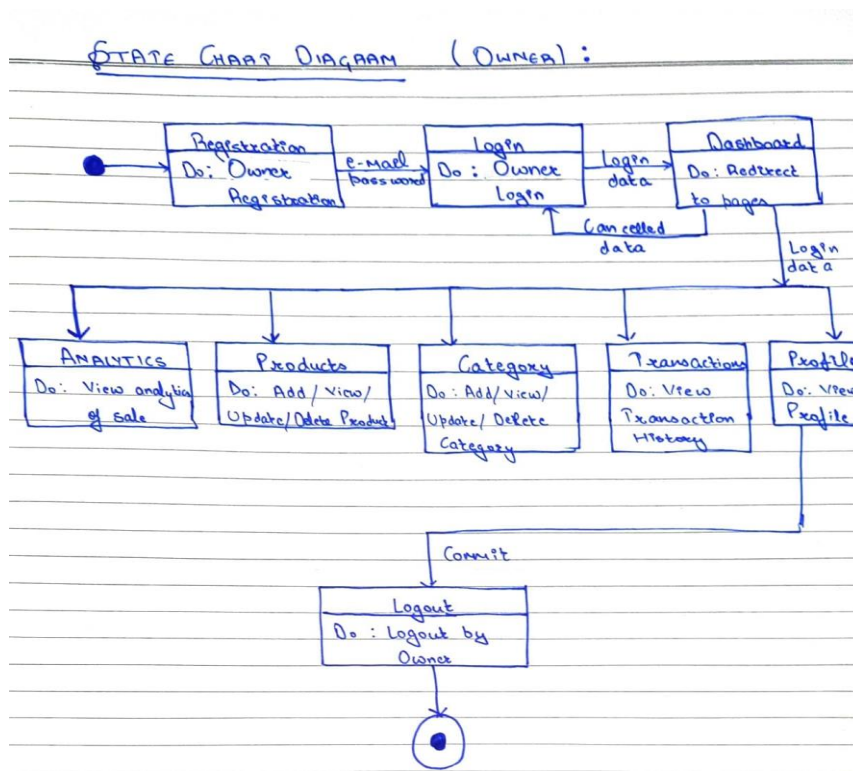 STATE CHART DIAGRAM (OWNER):
Registration
Do: Owner
Registration
e-mail
password
Login
Do: Owner
Login
Login
data
Dashboard
Do: Redirect
to pages
Cancelled
data
Login
data
ANALYTICS
Do: View analytics
of sale
Products
Do: Add/View/
Update/Delete Product
Category
Do: Add/View/
Update/Delete
Category
Transactions
Do: View
Transaction
History
Profile
Do: View
Profile
Commit
Logout
Do: Logout by
Owner